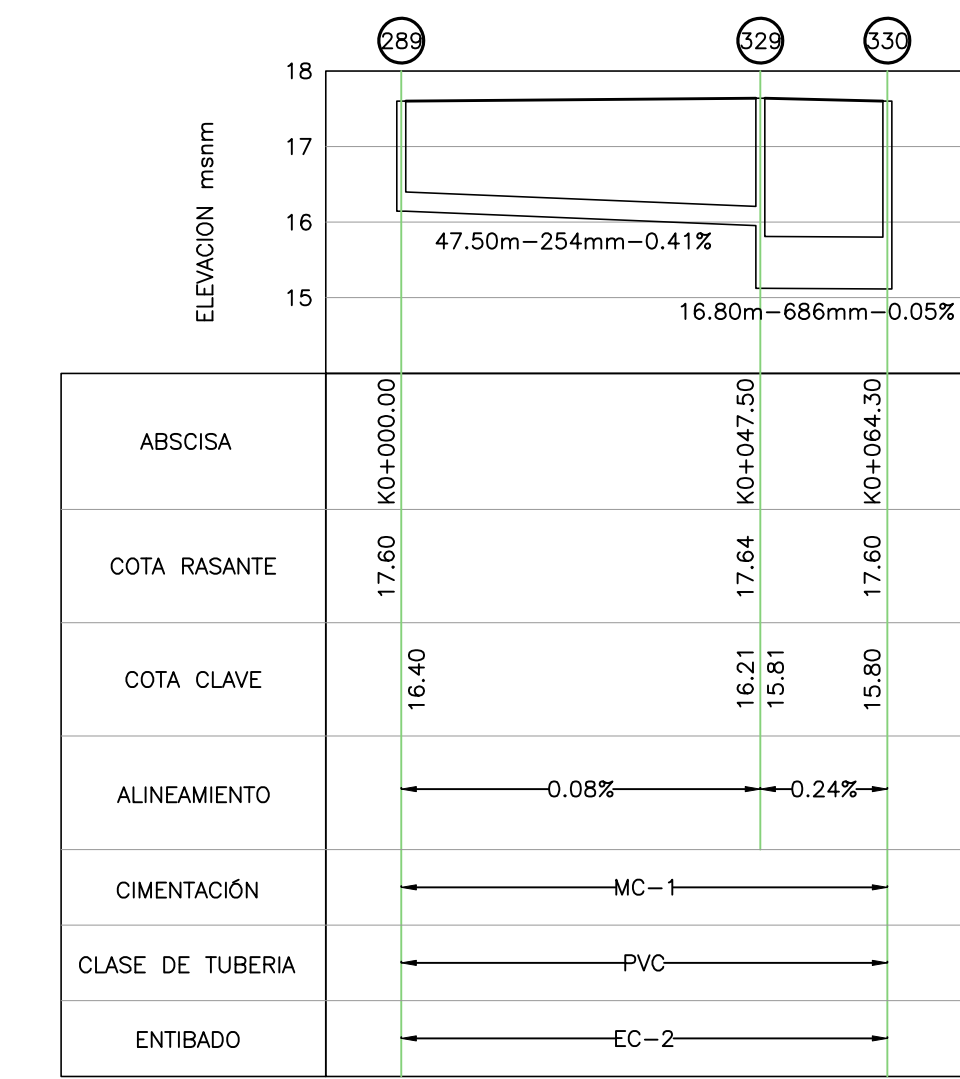 289 329 330
18
17
16
15
ELEVACION msnm
47.50m-254mm-0.41%
16.80m-686mm-0.05%
ABSCISA K0+000.00 K0+047.50 K0+064.30
COTA RASANTE 17.60 17.64 17.60
COTA CLAVE 16.40 16.21 15.81 15.80
ALINEAMIENTO 0.08% 0.24%
CIMENTACIÓN MC-1
CLASE DE TUBERIA PVC
ENTIBADO EC-2